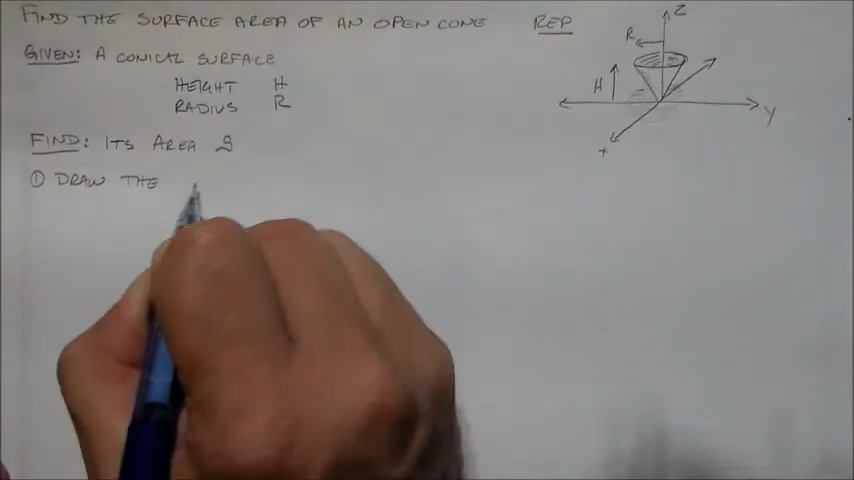 FIND THE SURFACE AREA OF AN OPEN CONE
REP
GIVEN: A CONICAL SURFACE
HEIGHT H
RADIUS R
FIND: ITS AREA S
① DRAW THE
Z
R
H
Y
X